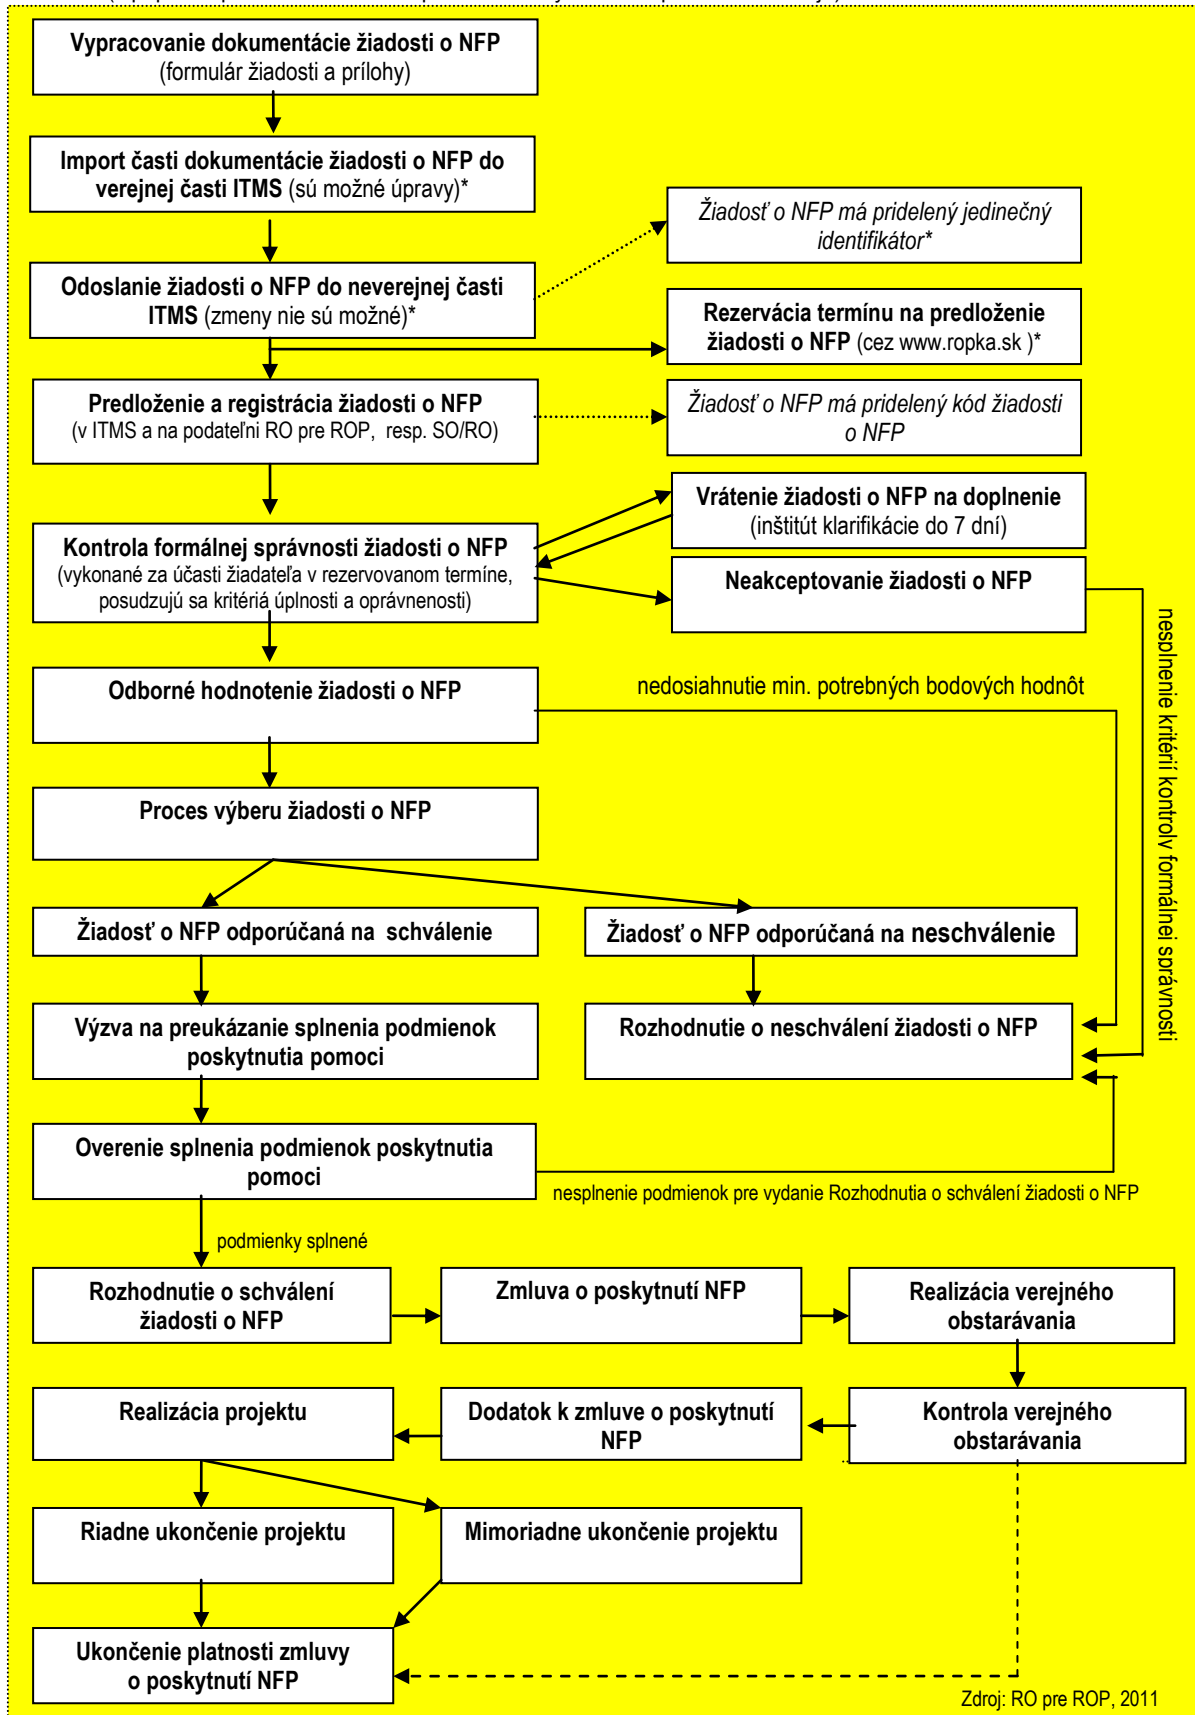 Vypracovanie dokumentácie žiadosti o NFP
(formulár žiadosti a prílohy)
Import časti dokumentácie žiadosti o NFP do
verejnej časti ITMS (sú možné úpravy)*
Žiadosť o NFP má pridelený jedinečný
identifikátor*
Odoslanie žiadosti o NFP do neverejnej časti
ITMS (zmeny nie sú možné)*
Rezervácia termínu na predloženie
žiadosti o NFP (cez www.ropka.sk )*
Predloženie a registrácia žiadosti o NFP
(v ITMS a na podateľni RO pre ROP, resp. SO/RO)
Žiadosť o NFP má pridelený kód žiadosti
o NFP
Vrátenie žiadosti o NFP na doplnenie
(inštitút klarifikácie do 7 dní)
Kontrola formálnej správnosti žiadosti o NFP
(vykonané za účasti žiadateľa v rezervovanom termíne,
posudzujú sa kritériá úplnosti a oprávnenosti)
Neakceptovanie žiadosti o NFP
nesplnenie kritérií kontroly formálnej správnosti
Odborné hodnotenie žiadosti o NFP
nedosiahnutie min. potrebných bodových hodnôt
Proces výberu žiadosti o NFP
Žiadosť o NFP odporúčaná na schválenie
Žiadosť o NFP odporúčaná na neschválenie
Výzva na preukázanie splnenia podmienok
poskytnutia pomoci
Rozhodnutie o neschválení žiadosti o NFP
Overenie splnenia podmienok poskytnutia
pomoci
nesplnenie podmienok pre vydanie Rozhodnutia o schválení žiadosti o NFP
podmienky splnené
Rozhodnutie o schválení
žiadosti o NFP
Zmluva o poskytnutí NFP
Realizácia verejného
obstarávania
Realizácia projektu
Dodatok k zmluve o poskytnutí
NFP
Kontrola verejného
obstarávania
Riadne ukončenie projektu
Mimoriadne ukončenie projektu
Ukončenie platnosti zmluvy
o poskytnutí NFP
Zdroj: RO pre ROP, 2011